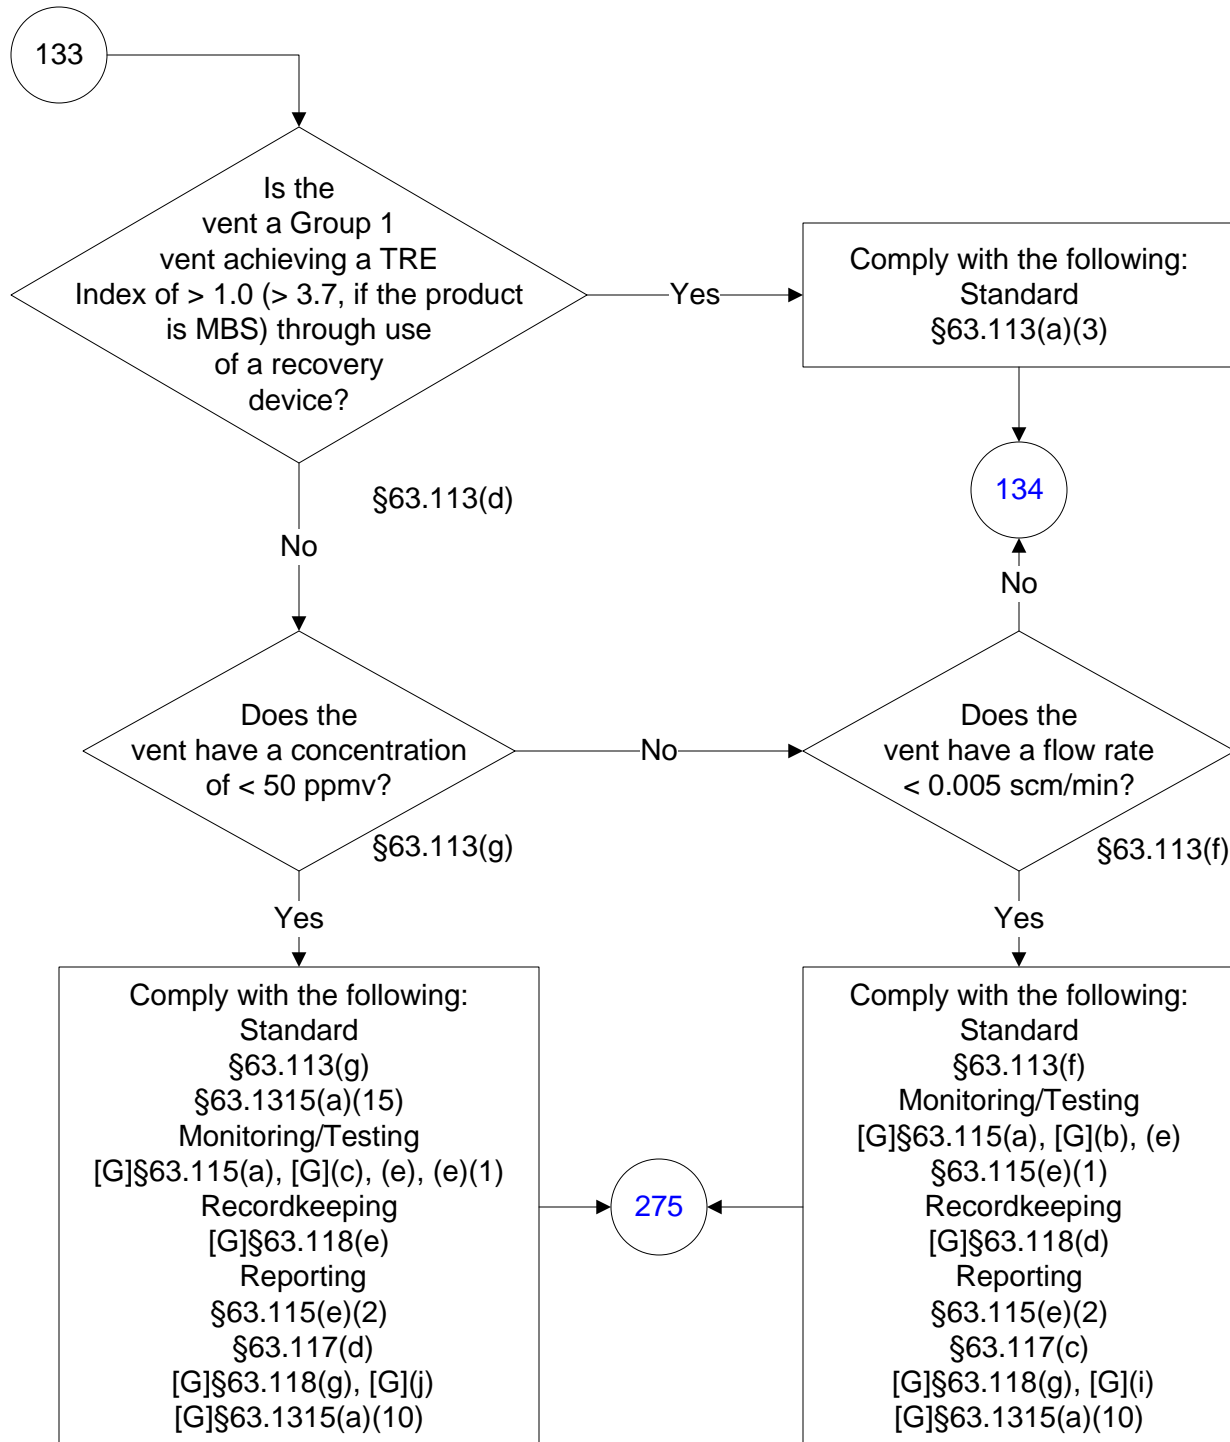 133
Is the
vent a Group 1
vent achieving a TRE
Index of > 1.0 (> 3.7, if the product
is MBS) through use
of a recovery
device?
Yes
Comply with the following:
Standard
§63.113(a)(3)
134
§63.113(d)
No
No
Does the
vent have a concentration
of < 50 ppmv?
No
Does the
vent have a flow rate
< 0.005 scm/min?
§63.113(g)
§63.113(f)
Yes
Yes
Comply with the following:
Standard
§63.113(g)
§63.1315(a)(15)
Monitoring/Testing
[G]§63.115(a), [G](c), (e), (e)(1)
Recordkeeping
[G]§63.118(e)
Reporting
§63.115(e)(2)
§63.117(d)
[G]§63.118(g), [G](j)
[G]§63.1315(a)(10)
275
Comply with the following:
Standard
§63.113(f)
Monitoring/Testing
[G]§63.115(a), [G](b), (e)
§63.115(e)(1)
Recordkeeping
[G]§63.118(d)
Reporting
§63.115(e)(2)
§63.117(c)
[G]§63.118(g), [G](i)
[G]§63.1315(a)(10)